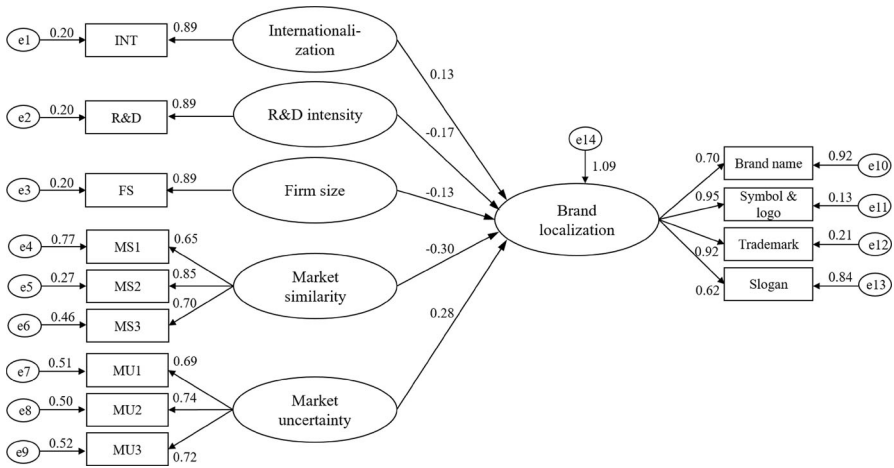 e1
0.20
INT
0.89
Internationali-
zation
0.13
e2
0.20
R&D
0.89
R&D intensity
-0.17
e3
0.20
FS
0.89
Firm size
-0.13
e4
0.77
MS1
0.65
e5
0.27
MS2
0.85
e6
0.46
MS3
0.70
Market
similarity
-0.30
e7
0.51
MU1
0.69
e8
0.50
MU2
0.74
e9
0.52
MU3
0.72
Market
uncertainty
0.28
e14
1.09
Brand
localization
0.70
Brand name
0.92
e10
0.95
Symbol &
logo
0.13
e11
0.92
Trademark
0.21
e12
0.62
Slogan
0.84
e13